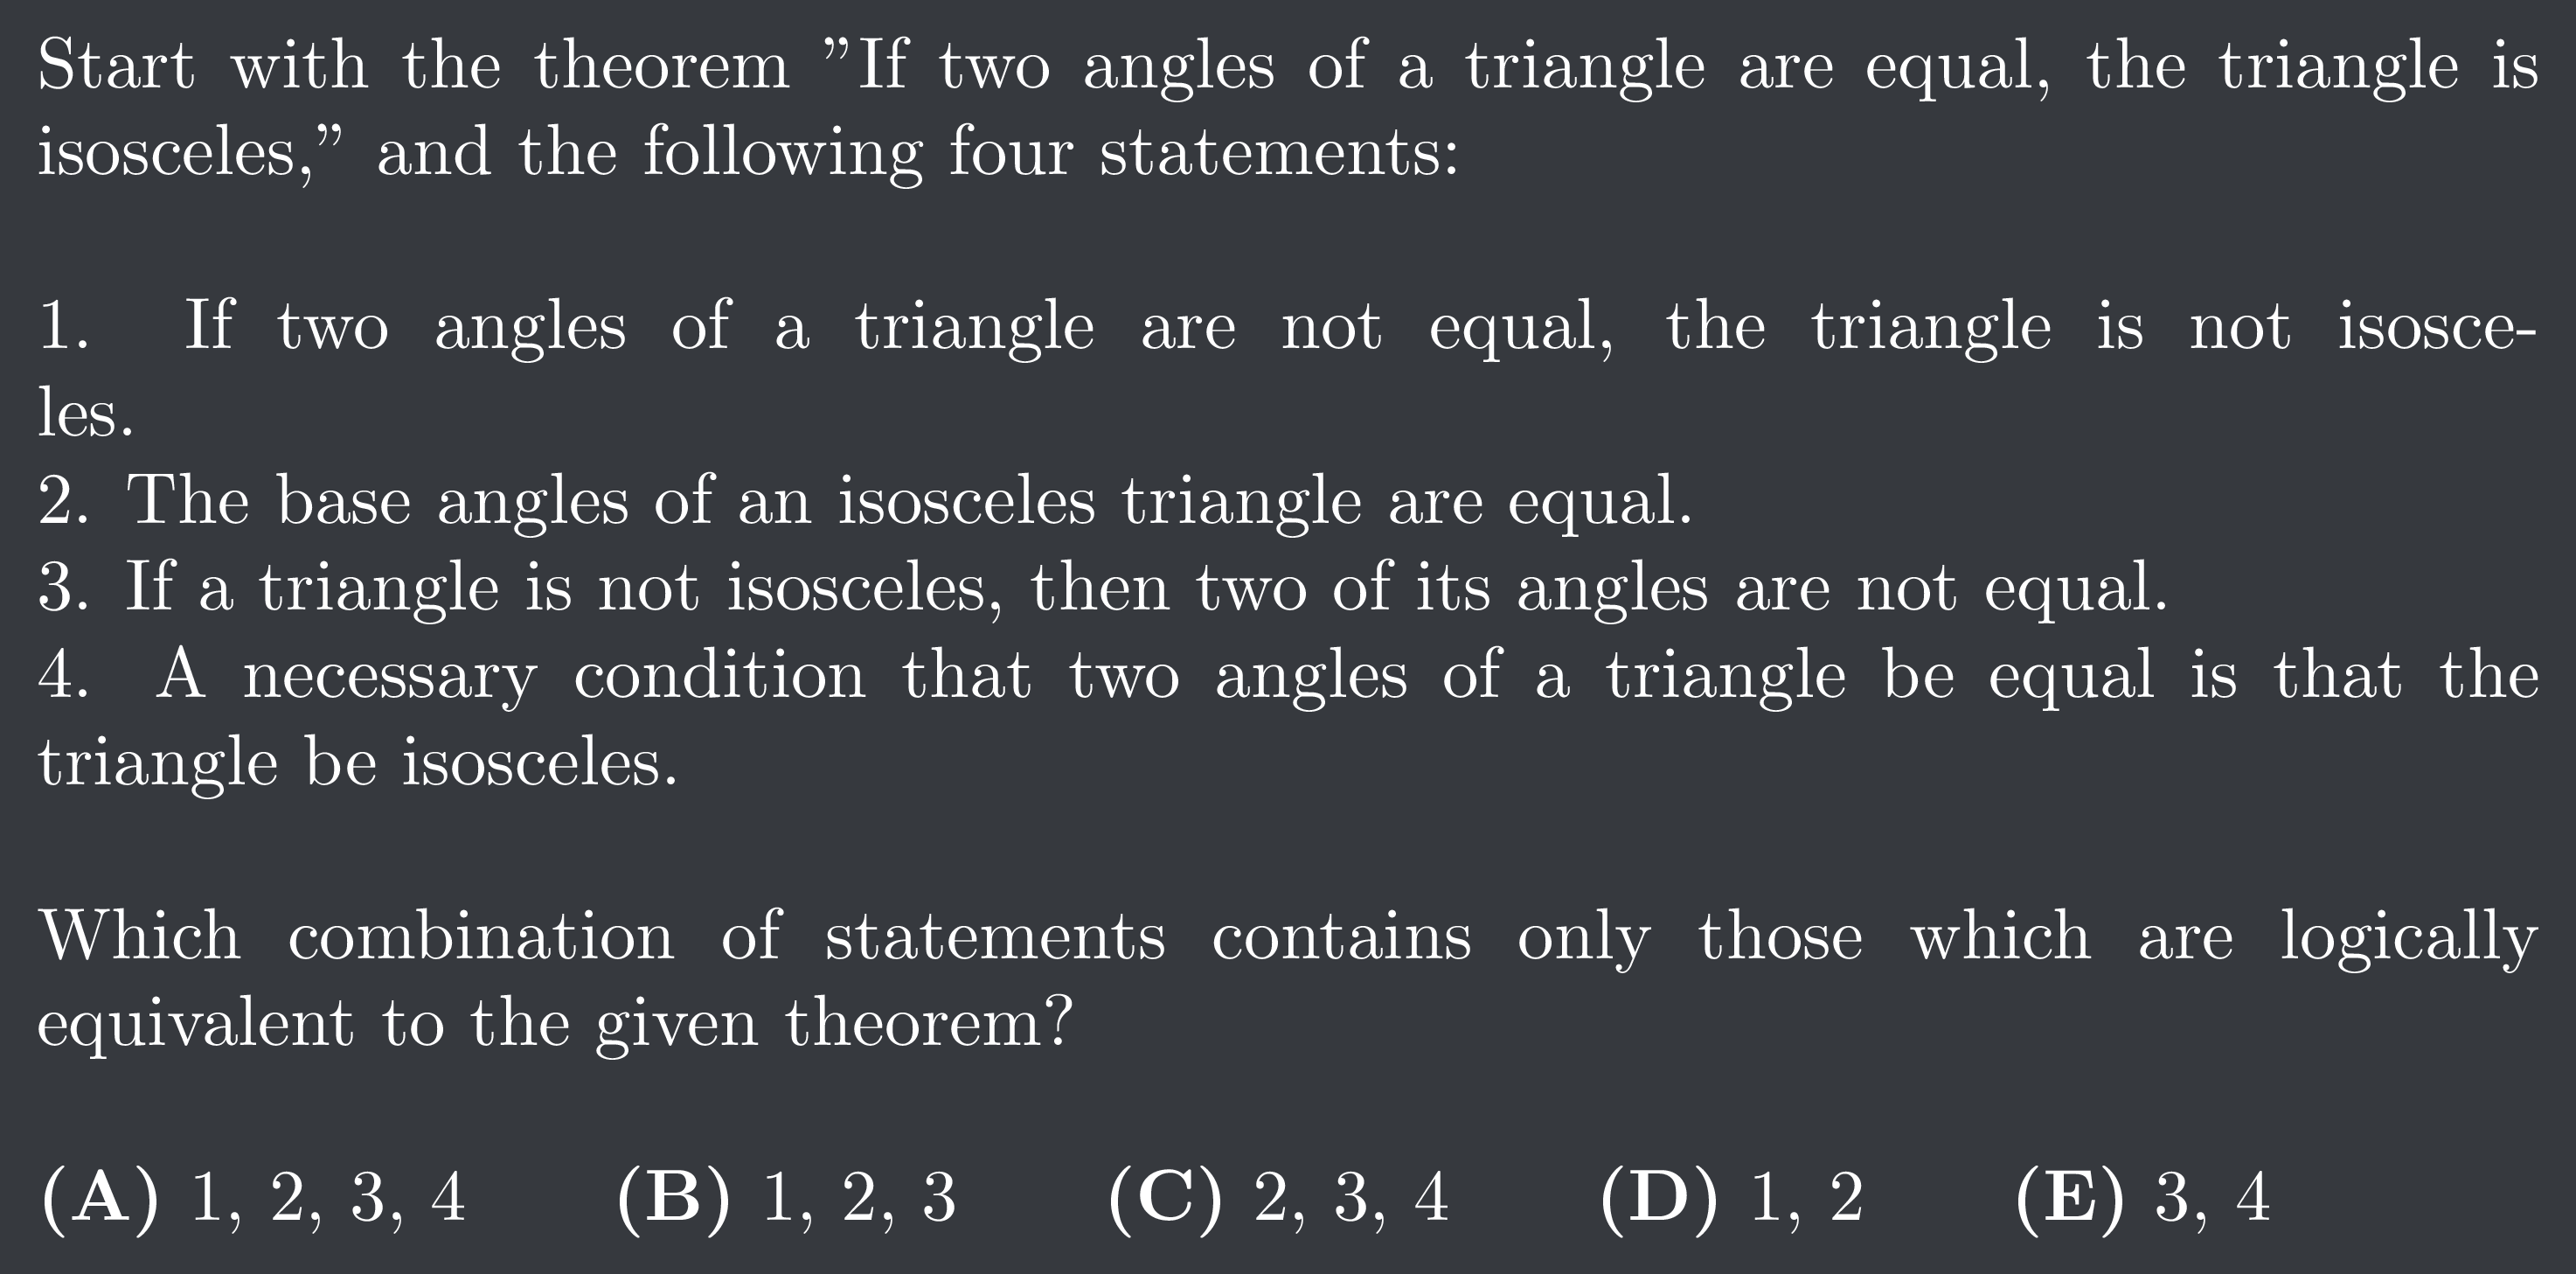 Start with the theorem ”If two angles of a triangle are equal, the triangle is
isosceles,” and the following four statements:
1. If two angles of a triangle are not equal, the triangle is not isosce-
les.
2. The base angles of an isosceles triangle are equal.
3. If a triangle is not isosceles, then two of its angles are not equal.
4. A necessary condition that two angles of a triangle be equal is that the
triangle be isosceles.
Which combination of statements contains only those which are logically
equivalent to the given theorem?
(A) 1, 2, 3, 4 (B) 1, 2, 3 (C) 2, 3, 4 (D) 1, 2 (E) 3, 4